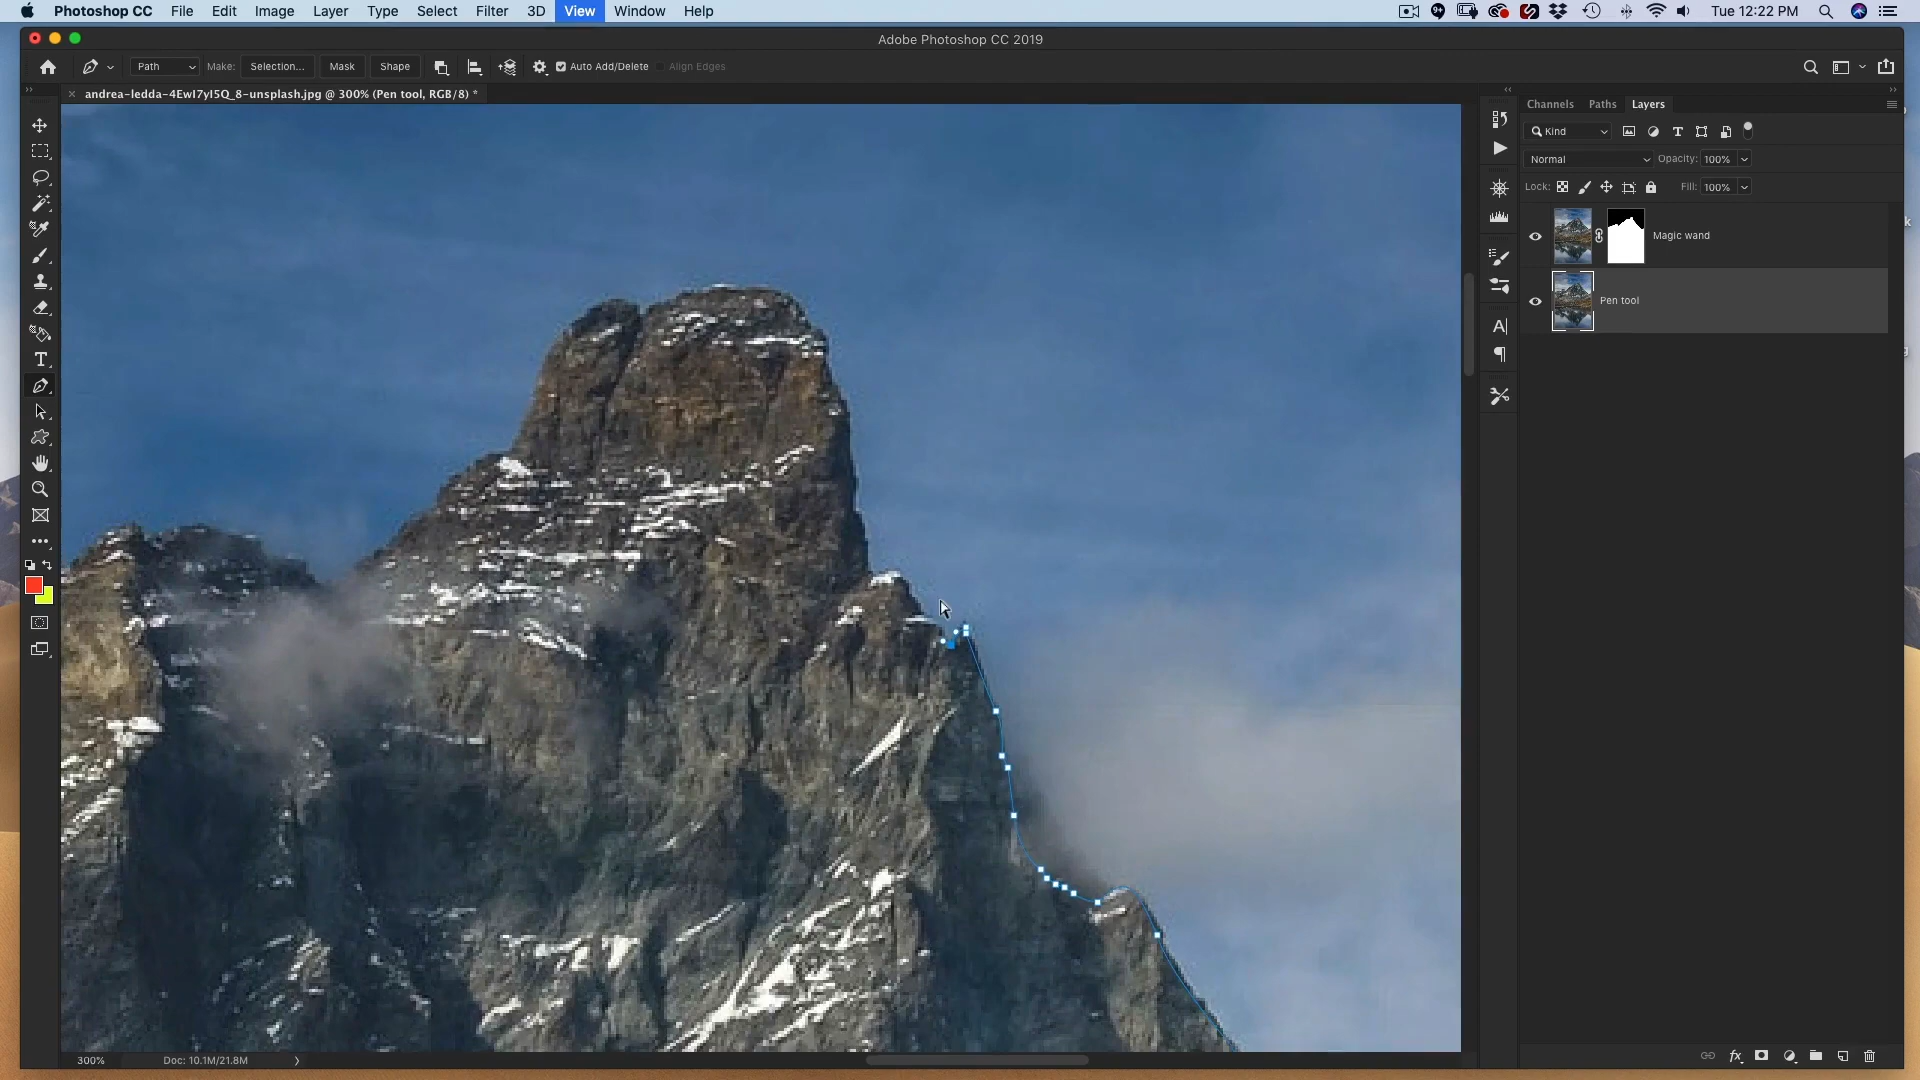 Photoshop CC File Edit Image Layer Type Select Filter 3D View Window Help
9+
Tue 12:22 PM
Adobe Photoshop CC 2019
Path Make: Selection... Mask Shape Auto Add/Delete Align Edges
× andrea-ledda-4EwI7yI5Q_8-unsplash.jpg @ 300% (Pen tool, RGB/8) *
Channels Paths Layers
Kind
Normal Opacity: 100%
Lock: Fill: 100%
Magic wand
Pen tool
300% Doc: 10.1M/21.8M